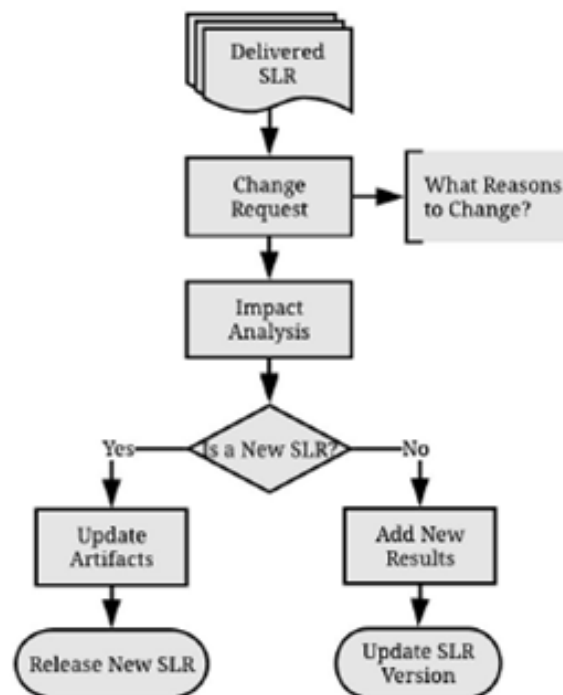 Delivered
SLR
Change
Request
What Reasons
to Change?
Impact
Analysis
Yes
Is a New SLR?
No
Update
Artifacts
Add New
Results
Release New SLR
Update SLR
Version